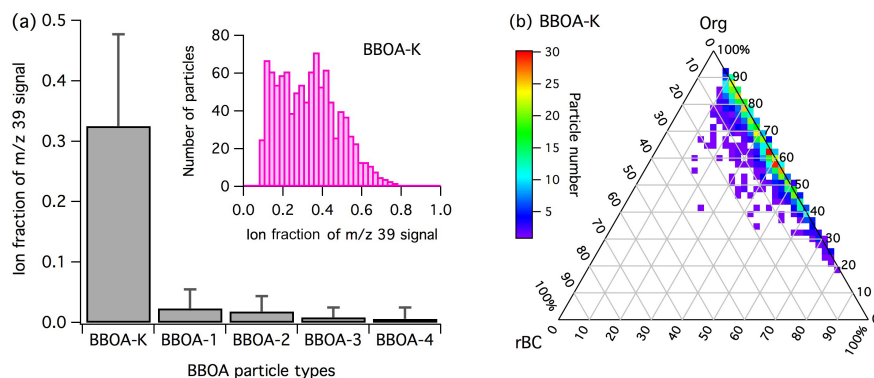 (a)
0.5
0.4
0.3
0.2
0.1
0.0
Ion fraction of m/z 39 signal
BBOA-K BBOA-1 BBOA-2 BBOA-3 BBOA-4
BBOA particle types
BBOA-K
80
60
40
20
0
Number of particles
0.0 0.2 0.4 0.6 0.8 1.0
Ion fraction of m/z 39 signal
(b) BBOA-K
30
25
20
15
10
5
Particle number
Org
0 100%
10 90
20 80
30 70
40 60
50 50
60 40
70 30
80 20
90 10
100% 0
0 10 20 30 40 50 60 70 80 90 100%
rBC